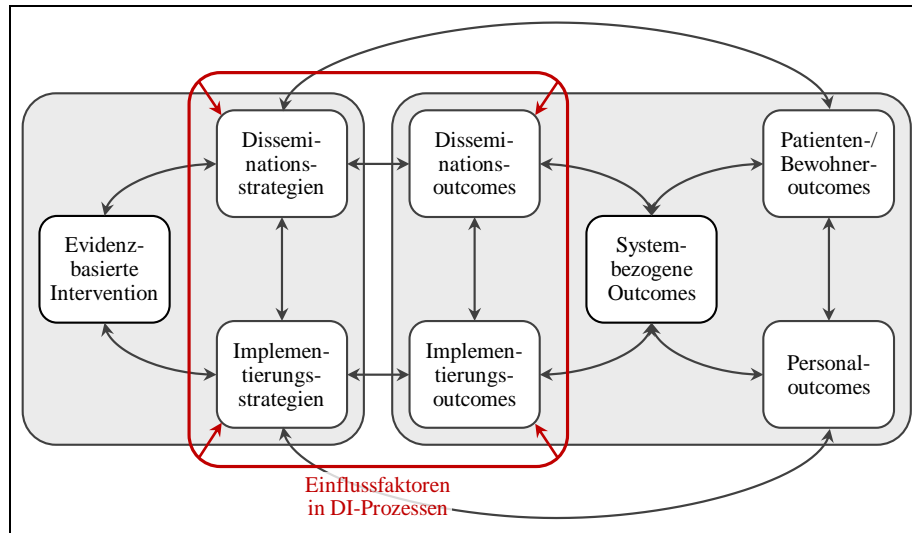 Dissemi-
nations-
strategien
Dissemi-
nations-
outcomes
Patienten-/
Bewohner-
outcomes
Evidenz-
basierte
Intervention
System-
bezogene
Outcomes
Implemen-
tierungs-
strategien
Implemen-
tierungs-
outcomes
Personal-
outcomes
Einflussfaktoren
in DI-Prozessen